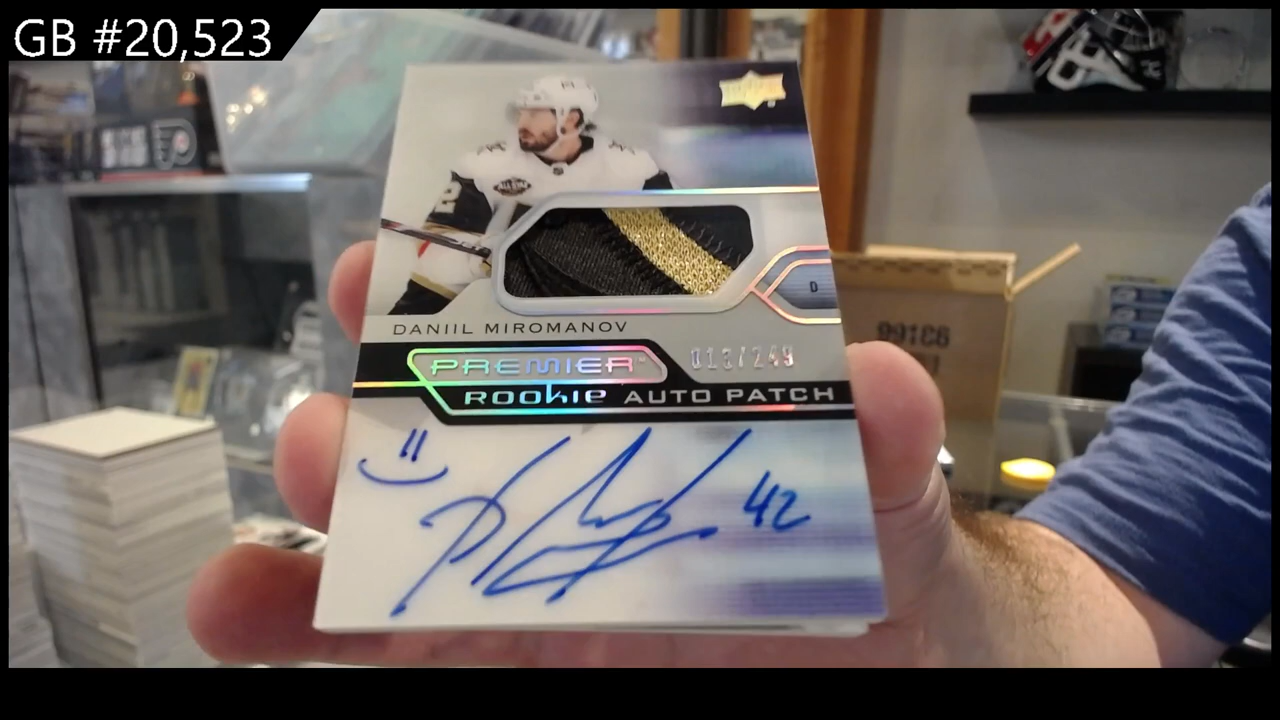 GB #20,523
DANIIL MIROMANOV
D
PREMIER
ROOKIE AUTO PATCH
42